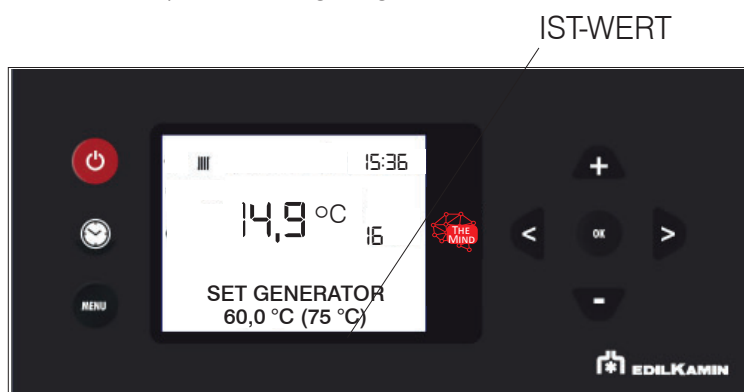 IST-WERT
15:36
14,9 °C
16
THE
MIND
SET GENERATOR
60,0 °C (75 °C)
MENU
OK
+
<
>
-
EDILKAMIN